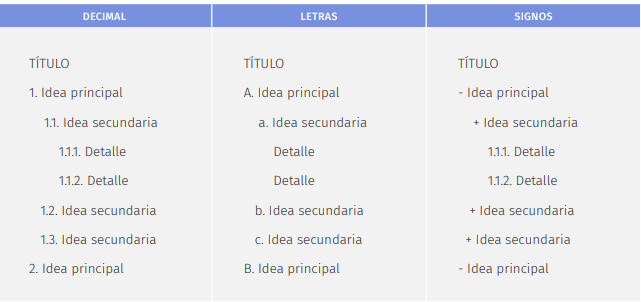 DECIMAL
TÍTULO
1. Idea principal
1.1. Idea secundaria
1.1.1. Detalle
1.1.2. Detalle
1.2. Idea secundaria
1.3. Idea secundaria
2. Idea principal
LETRAS
TÍTULO
A. Idea principal
a. Idea secundaria
Detalle
Detalle
b. Idea secundaria
c. Idea secundaria
B. Idea principal
SIGNOS
TÍTULO
- Idea principal
+ Idea secundaria
1.1.1. Detalle
1.1.2. Detalle
+ Idea secundaria
+ Idea secundaria
- Idea principal